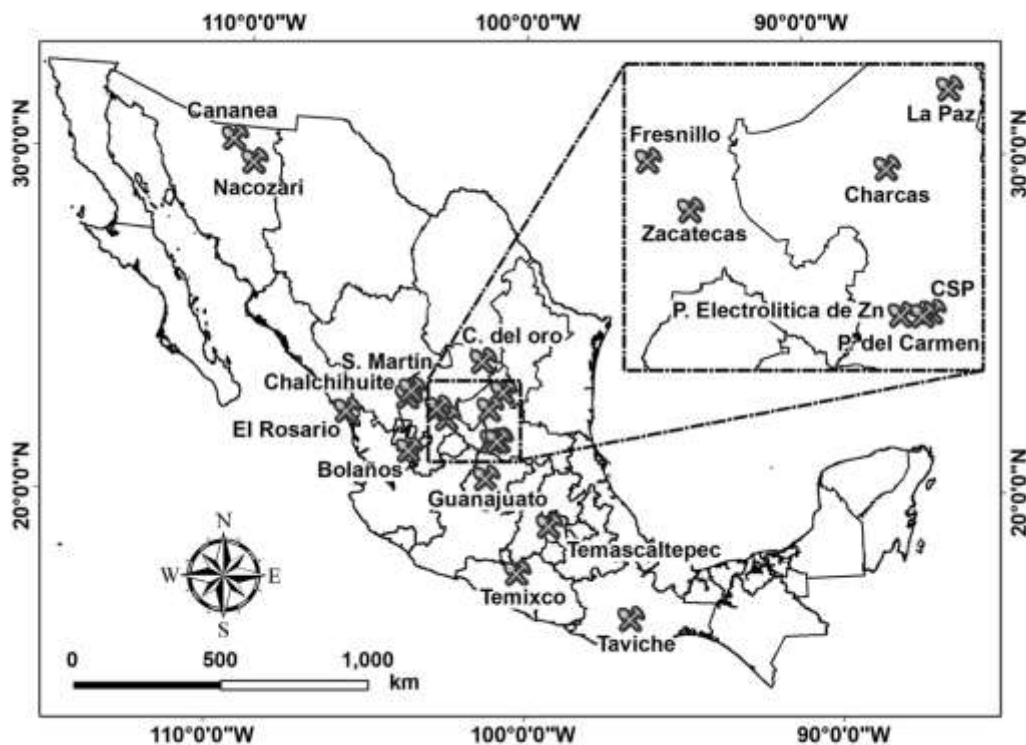 110°0'0"W
100°0'0"W
90°0'0"W
30°0'0"N
20°0'0"N
30°0'0"N
20°0'0"N
Cananea
Nacozari
La Paz
Fresnillo
Charcas
Zacatecas
CSP
P. Electrolitica de Zn
P. del Carmen
C. del oro
S. Martin
Chalchihuite
El Rosario
Bolaños
Guanajuato
Temascaltepec
Temixco
Taviche
N
W
E
S
0
500
1,000
km
110°0'0"W
100°0'0"W
90°0'0"W